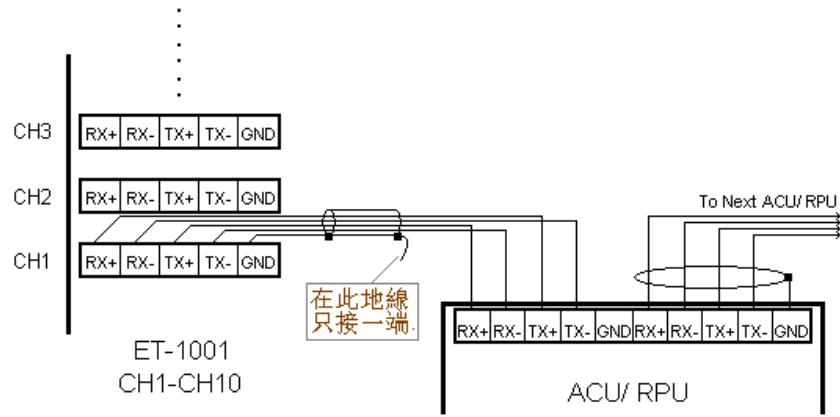 CH3
RX+ RX- TX+ TX- GND
CH2
RX+ RX- TX+ TX- GND
To Next ACU/ RPU
CH1
RX+ RX- TX+ TX- GND
在此地線
只接一端.
RX+ RX- TX+ TX- GND RX+ RX- TX+ TX- GND
ET-1001
CH1-CH10
ACU/ RPU